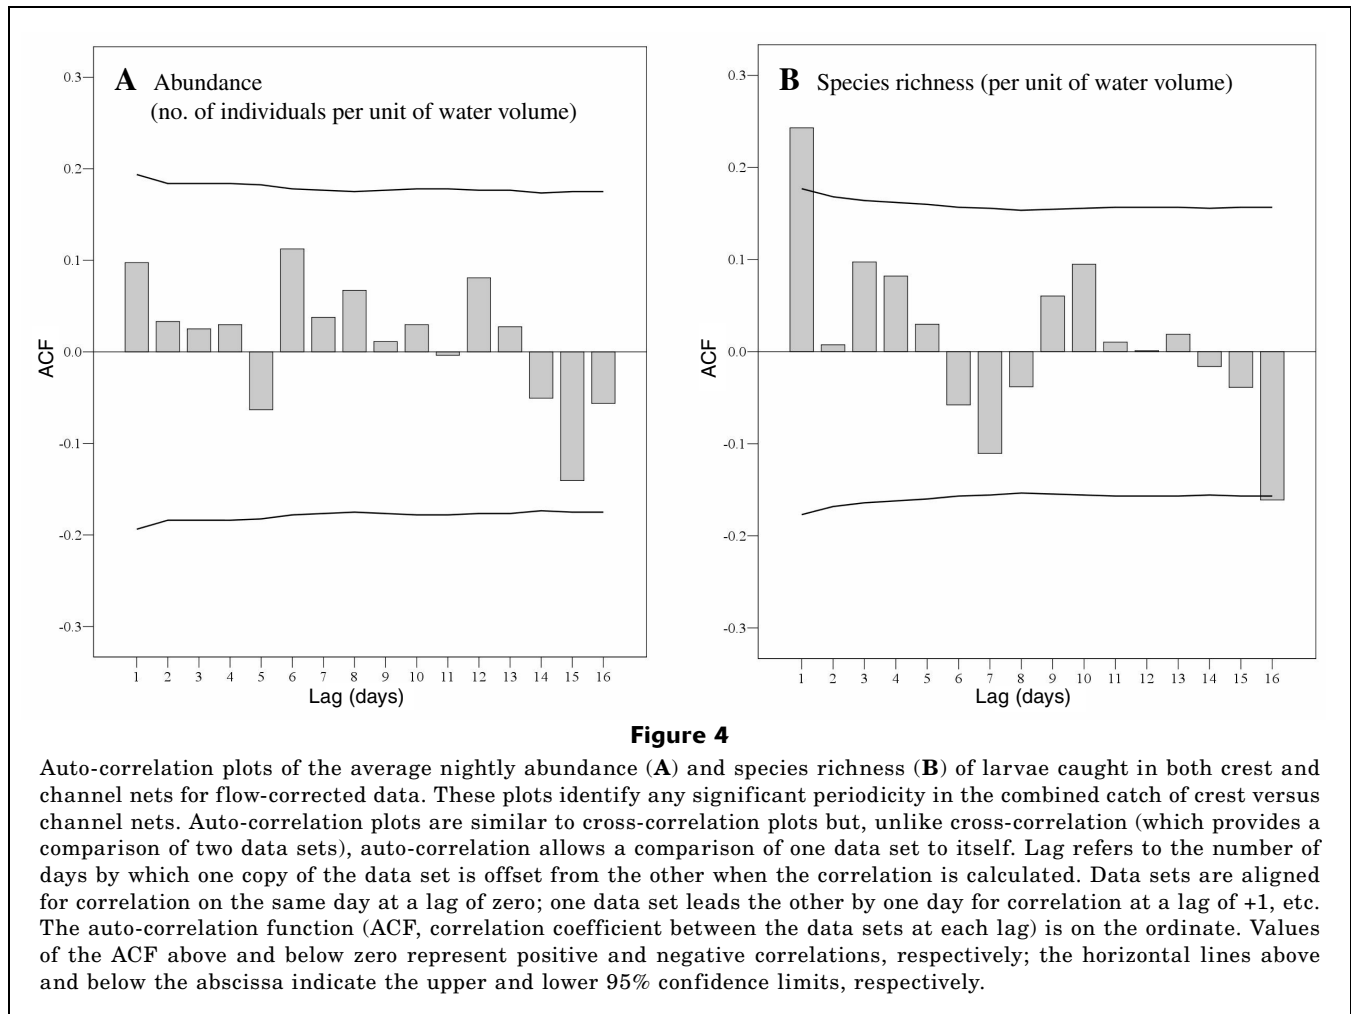 A Abundance
(no. of individuals per unit of water volume)
0.3
0.2
0.1
0.0
-0.1
-0.2
-0.3
ACF
1 2 3 4 5 6 7 8 9 10 11 12 13 14 15 16
Lag (days)
B Species richness (per unit of water volume)
0.3
0.2
0.1
0.0
-0.1
-0.2
-0.3
ACF
1 2 3 4 5 6 7 8 9 10 11 12 13 14 15 16
Lag (days)
Figure 4
Auto-correlation plots of the average nightly abundance (A) and species richness (B) of larvae caught in both crest and
channel nets for flow-corrected data. These plots identify any significant periodicity in the combined catch of crest versus
channel nets. Auto-correlation plots are similar to cross-correlation plots but, unlike cross-correlation (which provides a
comparison of two data sets), auto-correlation allows a comparison of one data set to itself. Lag refers to the number of
days by which one copy of the data set is offset from the other when the correlation is calculated. Data sets are aligned
for correlation on the same day at a lag of zero; one data set leads the other by one day for correlation at a lag of +1, etc.
The auto-correlation function (ACF, correlation coefficient between the data sets at each lag) is on the ordinate. Values
of the ACF above and below zero represent positive and negative correlations, respectively; the horizontal lines above
and below the abscissa indicate the upper and lower 95% confidence limits, respectively.